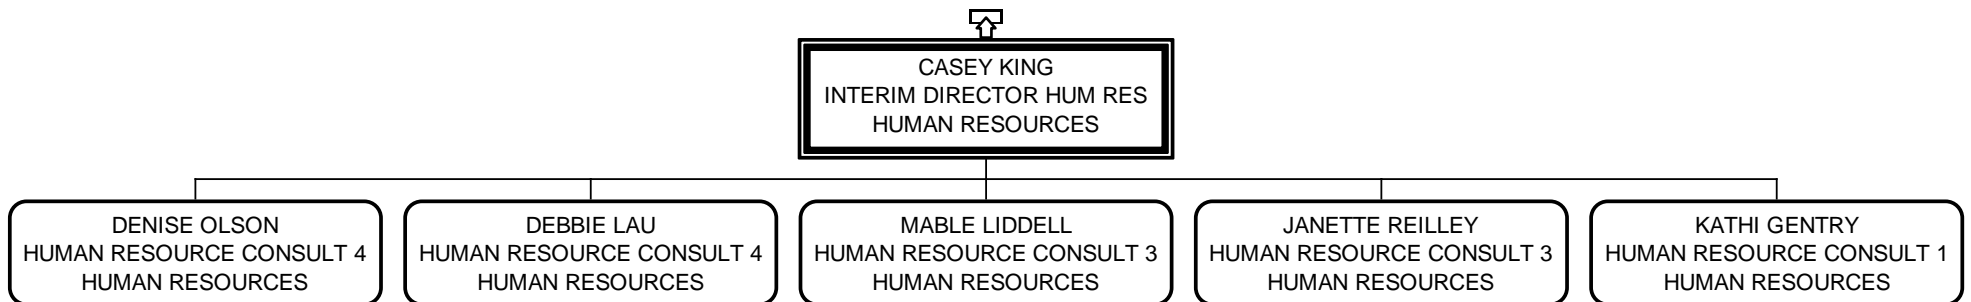 CASEY KING
INTERIM DIRECTOR HUM RES
HUMAN RESOURCES
DENISE OLSON
HUMAN RESOURCE CONSULT 4
HUMAN RESOURCES
DEBBIE LAU
HUMAN RESOURCE CONSULT 4
HUMAN RESOURCES
MABLE LIDDELL
HUMAN RESOURCE CONSULT 3
HUMAN RESOURCES
JANETTE REILLEY
HUMAN RESOURCE CONSULT 3
HUMAN RESOURCES
KATHI GENTRY
HUMAN RESOURCE CONSULT 1
HUMAN RESOURCES